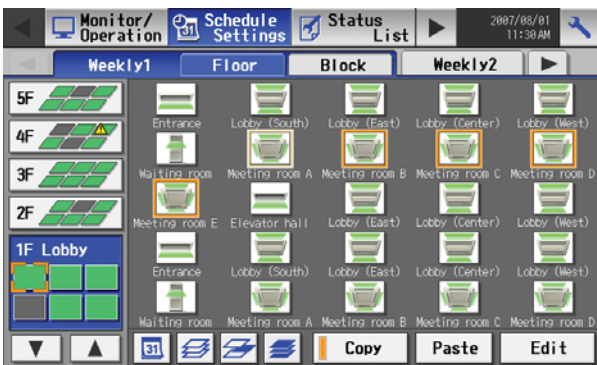 Monitor/ Operation
31 Schedule Settings
Status List
2007/08/01
11:30 AM
Weekly1 Floor Block Weekly2
5F
4F
3F
2F
1F Lobby
Entrance Lobby (South) Lobby (East) Lobby (Center) Lobby (West)
Waiting room Meeting room A Meeting room B Meeting room C Meeting room D
Meeting room E Elevator hall Lobby (East) Lobby (Center) Lobby (West)
Entrance Lobby (South) Lobby (East) Lobby (Center) Lobby (West)
Waiting room Meeting room A Meeting room B Meeting room C Meeting room D
31 Copy Paste Edit